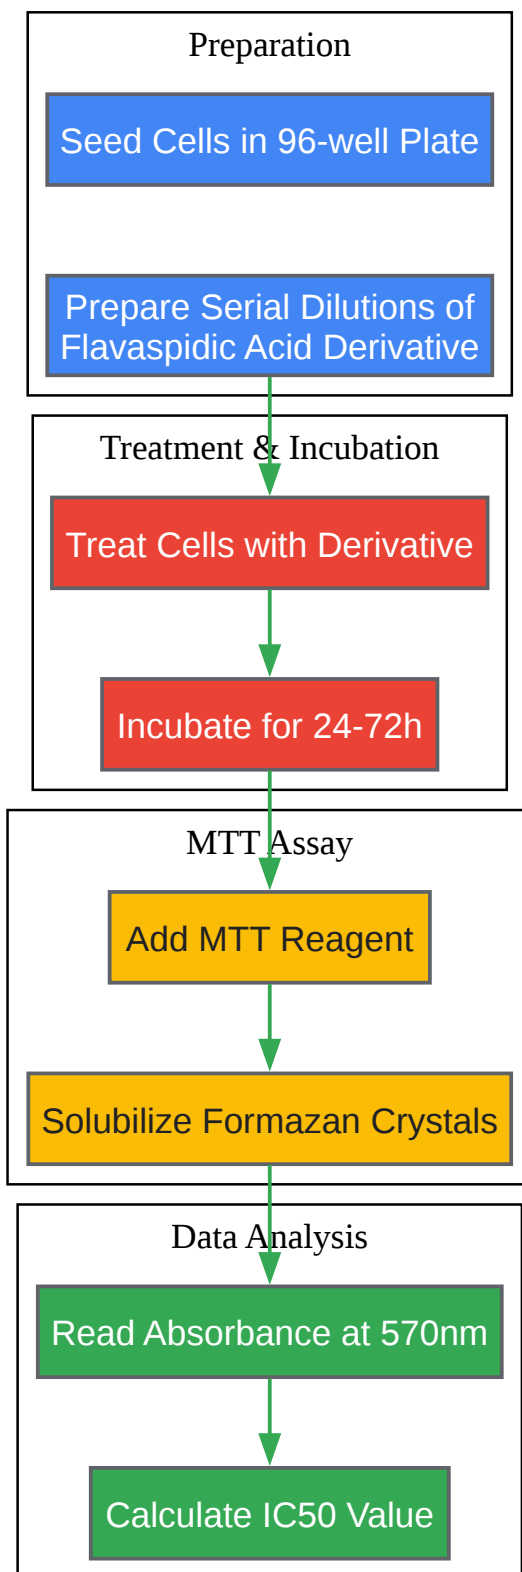 Preparation
Seed Cells in 96-well Plate
Prepare Serial Dilutions of
Flavaspidic Acid Derivative
Treatment & Incubation
Treat Cells with Derivative
Incubate for 24-72h
MTT Assay
Add MTT Reagent
Solubilize Formazan Crystals
Data Analysis
Read Absorbance at 570nm
Calculate IC50 Value